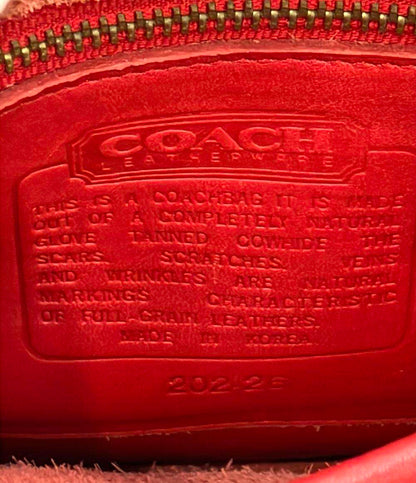 COACH
LEATHERWARE
THIS IS A COACHBAG IT IS MADE
OUT OF A COMPLETELY NATURAL
GLOVE TANNED COWHIDE THE
SCARS SCRATCHES VEINS
AND WRINKLES ARE NATURAL
MARKINGS CHARACTERISTIC
OF FULL GRAIN LEATHERS.
MADE IN KOREA.